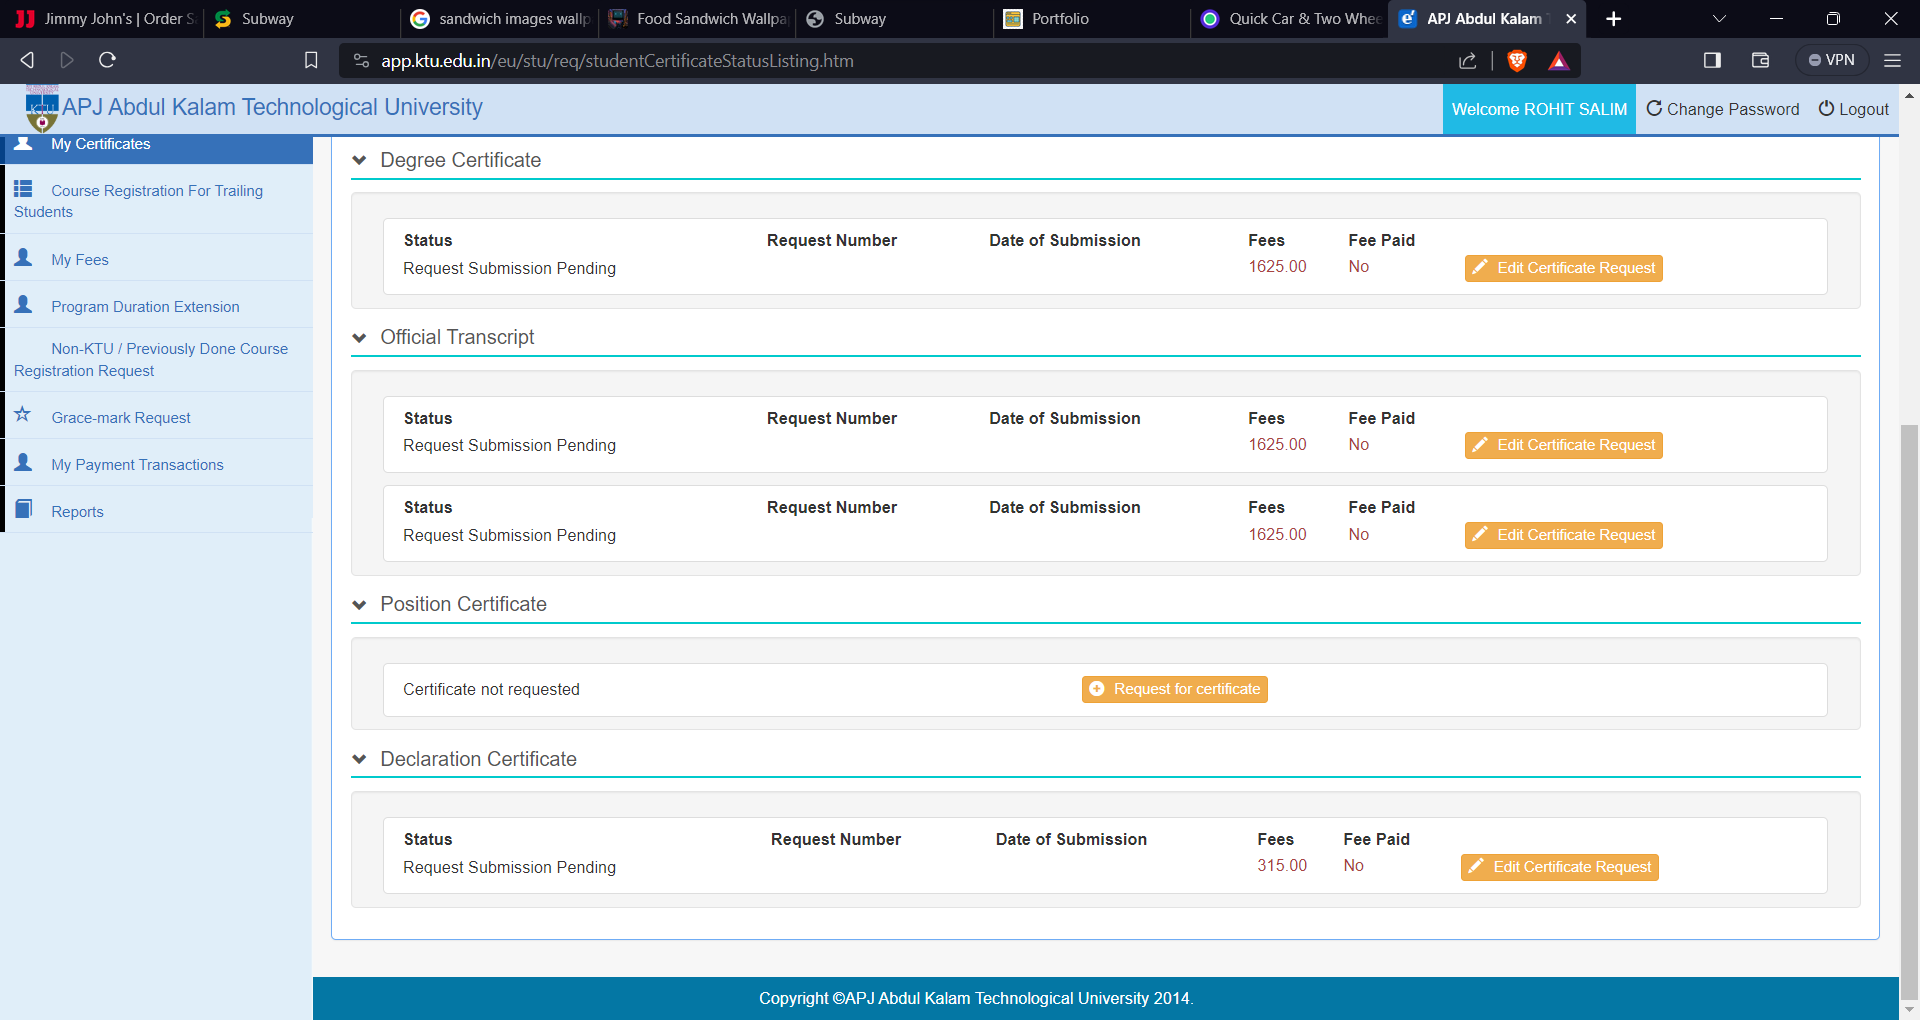 Jimmy John's | Order S
Subway
sandwich images wallp
Food Sandwich Wallpa
Subway
Portfolio
Quick Car & Two Whee
APJ Abdul Kalam T
app.ktu.edu.in/eu/stu/req/studentCertificateStatusListing.htm
VPN
APJ Abdul Kalam Technological University
Welcome ROHIT SALIM
Change Password
Logout
My Certificates
Course Registration For Trailing
Students
My Fees
Program Duration Extension
Non-KTU / Previously Done Course
Registration Request
Grace-mark Request
My Payment Transactions
Reports
Degree Certificate
Status Request Number Date of Submission Fees Fee Paid
Request Submission Pending 1625.00 No Edit Certificate Request
Official Transcript
Status Request Number Date of Submission Fees Fee Paid
Request Submission Pending 1625.00 No Edit Certificate Request
Status Request Number Date of Submission Fees Fee Paid
Request Submission Pending 1625.00 No Edit Certificate Request
Position Certificate
Certificate not requested Request for certificate
Declaration Certificate
Status Request Number Date of Submission Fees Fee Paid
Request Submission Pending 315.00 No Edit Certificate Request
Copyright ©APJ Abdul Kalam Technological University 2014.